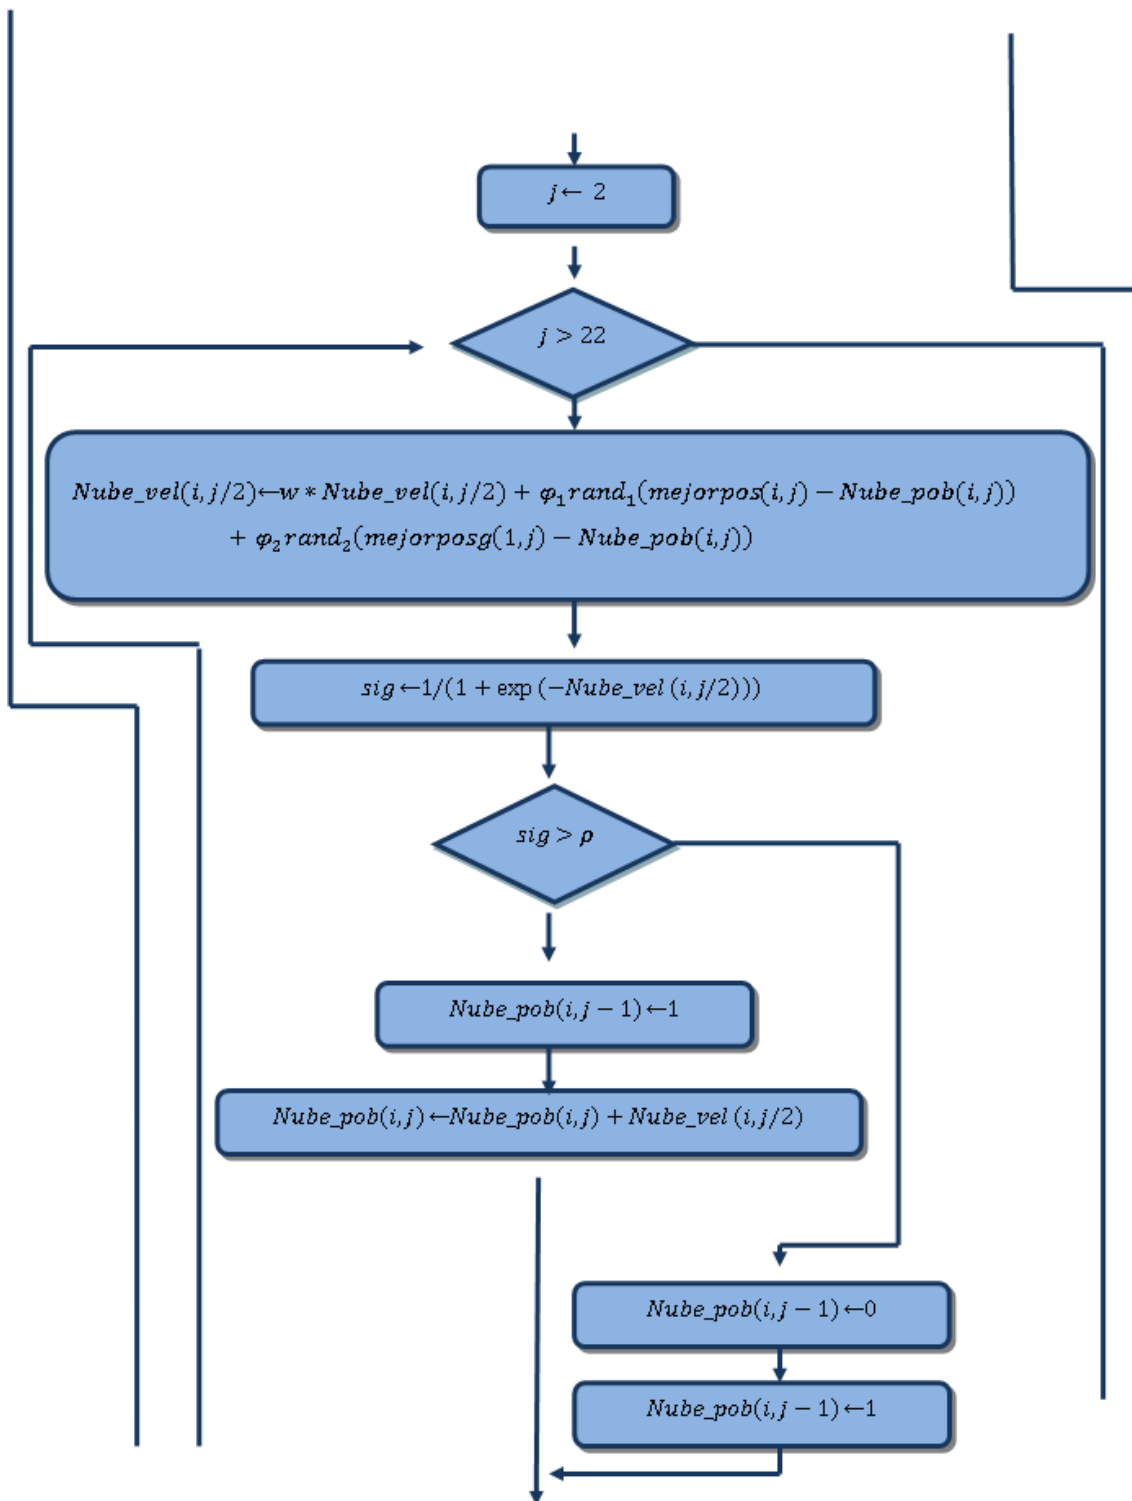 j ← 2
j > 22
Nube_vel(i,j/2)←w * Nube_vel(i,j/2) + φ₁rand₁(mejorpos(i,j) − Nube_pob(i,j))
+ φ₂rand₂(mejorposg(1,j) − Nube_pob(i,j))
sig ←1/(1 + exp (−Nube_vel (i,j/2)))
sig > ρ
Nube_pob(i,j − 1) ←1
Nube_pob(i,j) ←Nube_pob(i,j) + Nube_vel (i,j/2)
Nube_pob(i,j − 1) ←0
Nube_pob(i,j − 1) ←1